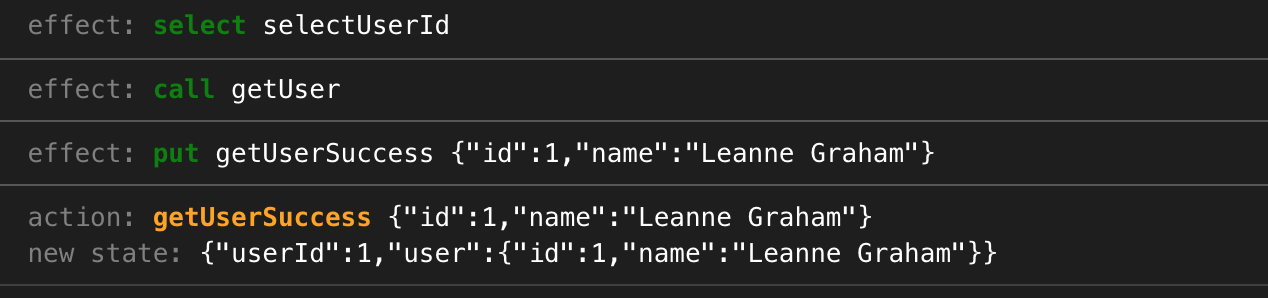 effect: select selectUserId
effect: call getUser
effect: put getUserSuccess {"id":1,"name":"Leanne Graham"}
action: getUserSuccess {"id":1,"name":"Leanne Graham"}
new state: {"userId":1,"user":{"id":1,"name":"Leanne Graham"}}